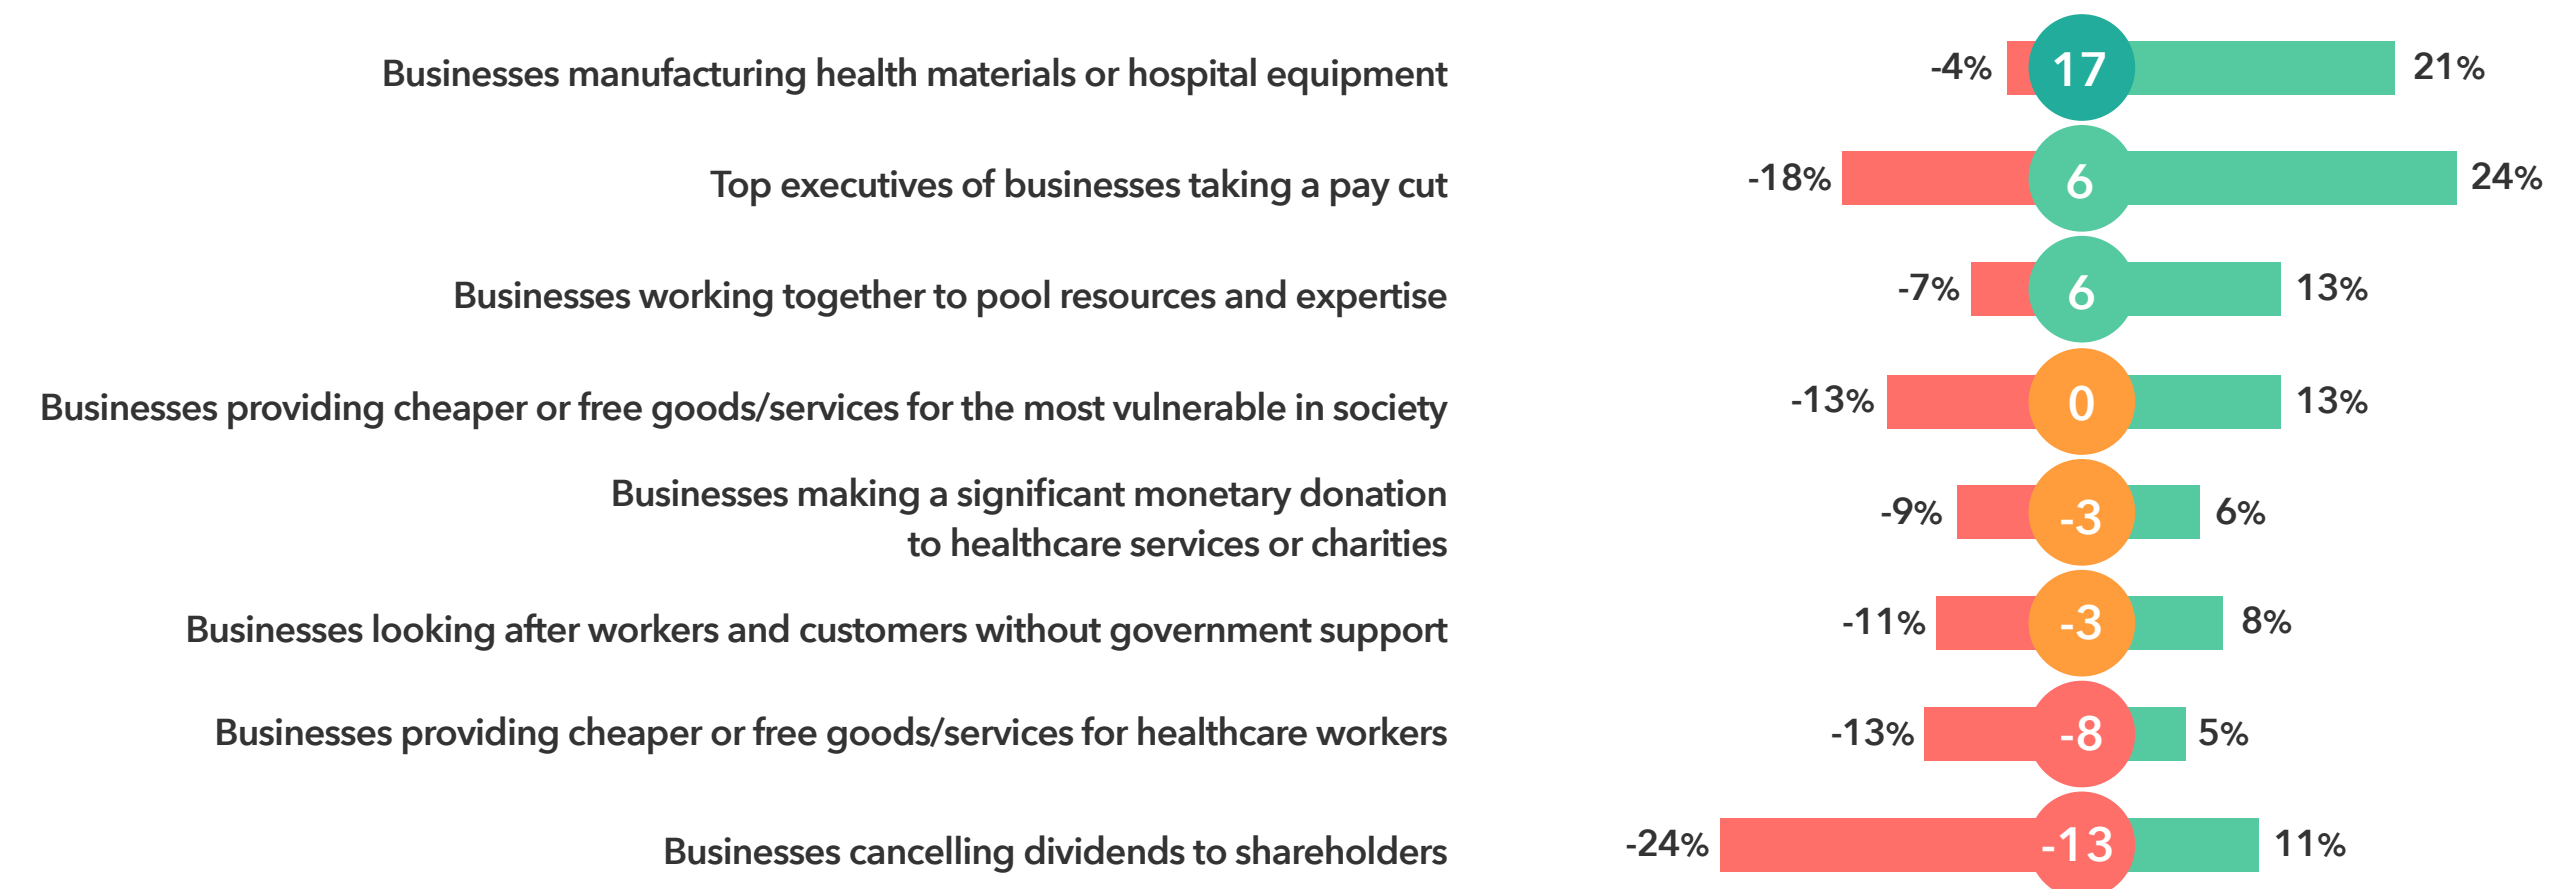 Businesses manufacturing health materials or hospital equipment -4% 17 21%
Top executives of businesses taking a pay cut -18% 6 24%
Businesses working together to pool resources and expertise -7% 6 13%
Businesses providing cheaper or free goods/services for the most vulnerable in society -13% 0 13%
Businesses making a significant monetary donation
to healthcare services or charities -9% -3 6%
Businesses looking after workers and customers without government support -11% -3 8%
Businesses providing cheaper or free goods/services for healthcare workers -13% -8 5%
Businesses cancelling dividends to shareholders -24% -13 11%